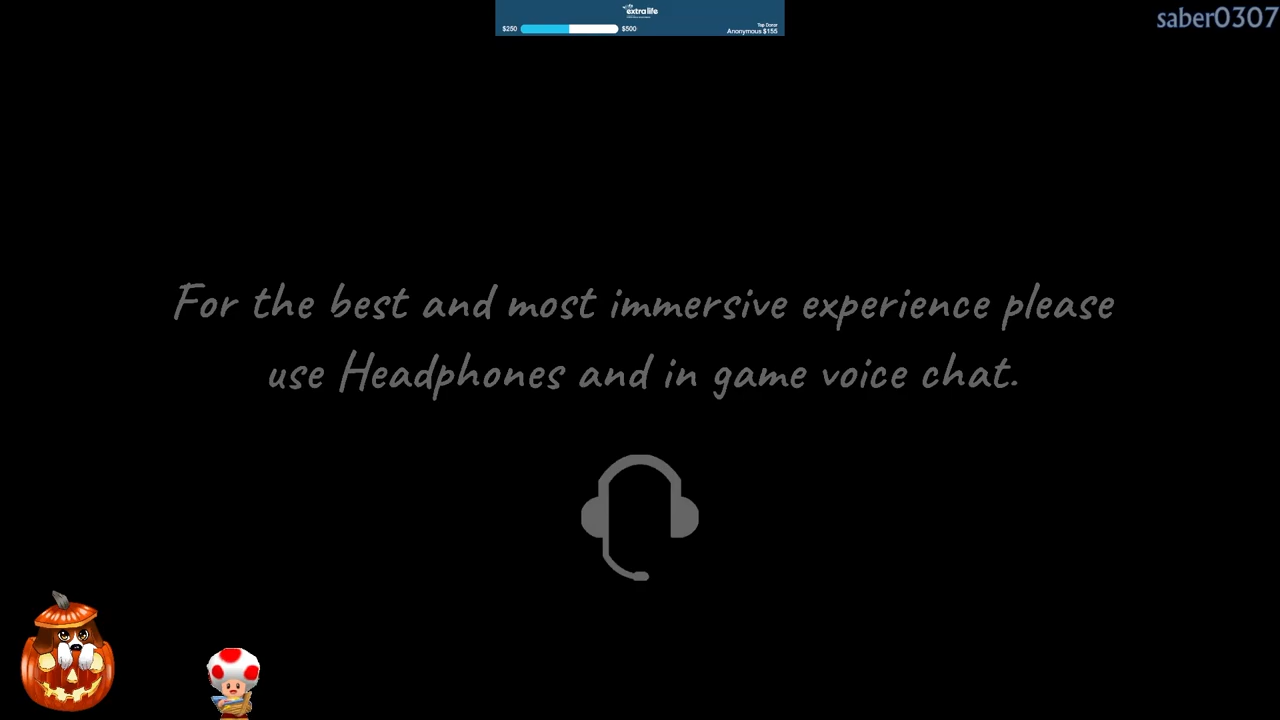 extra life
$250 $500
Top Donor
Anonymous $155
saber0307
For the best and most immersive experience please
use Headphones and in game voice chat.